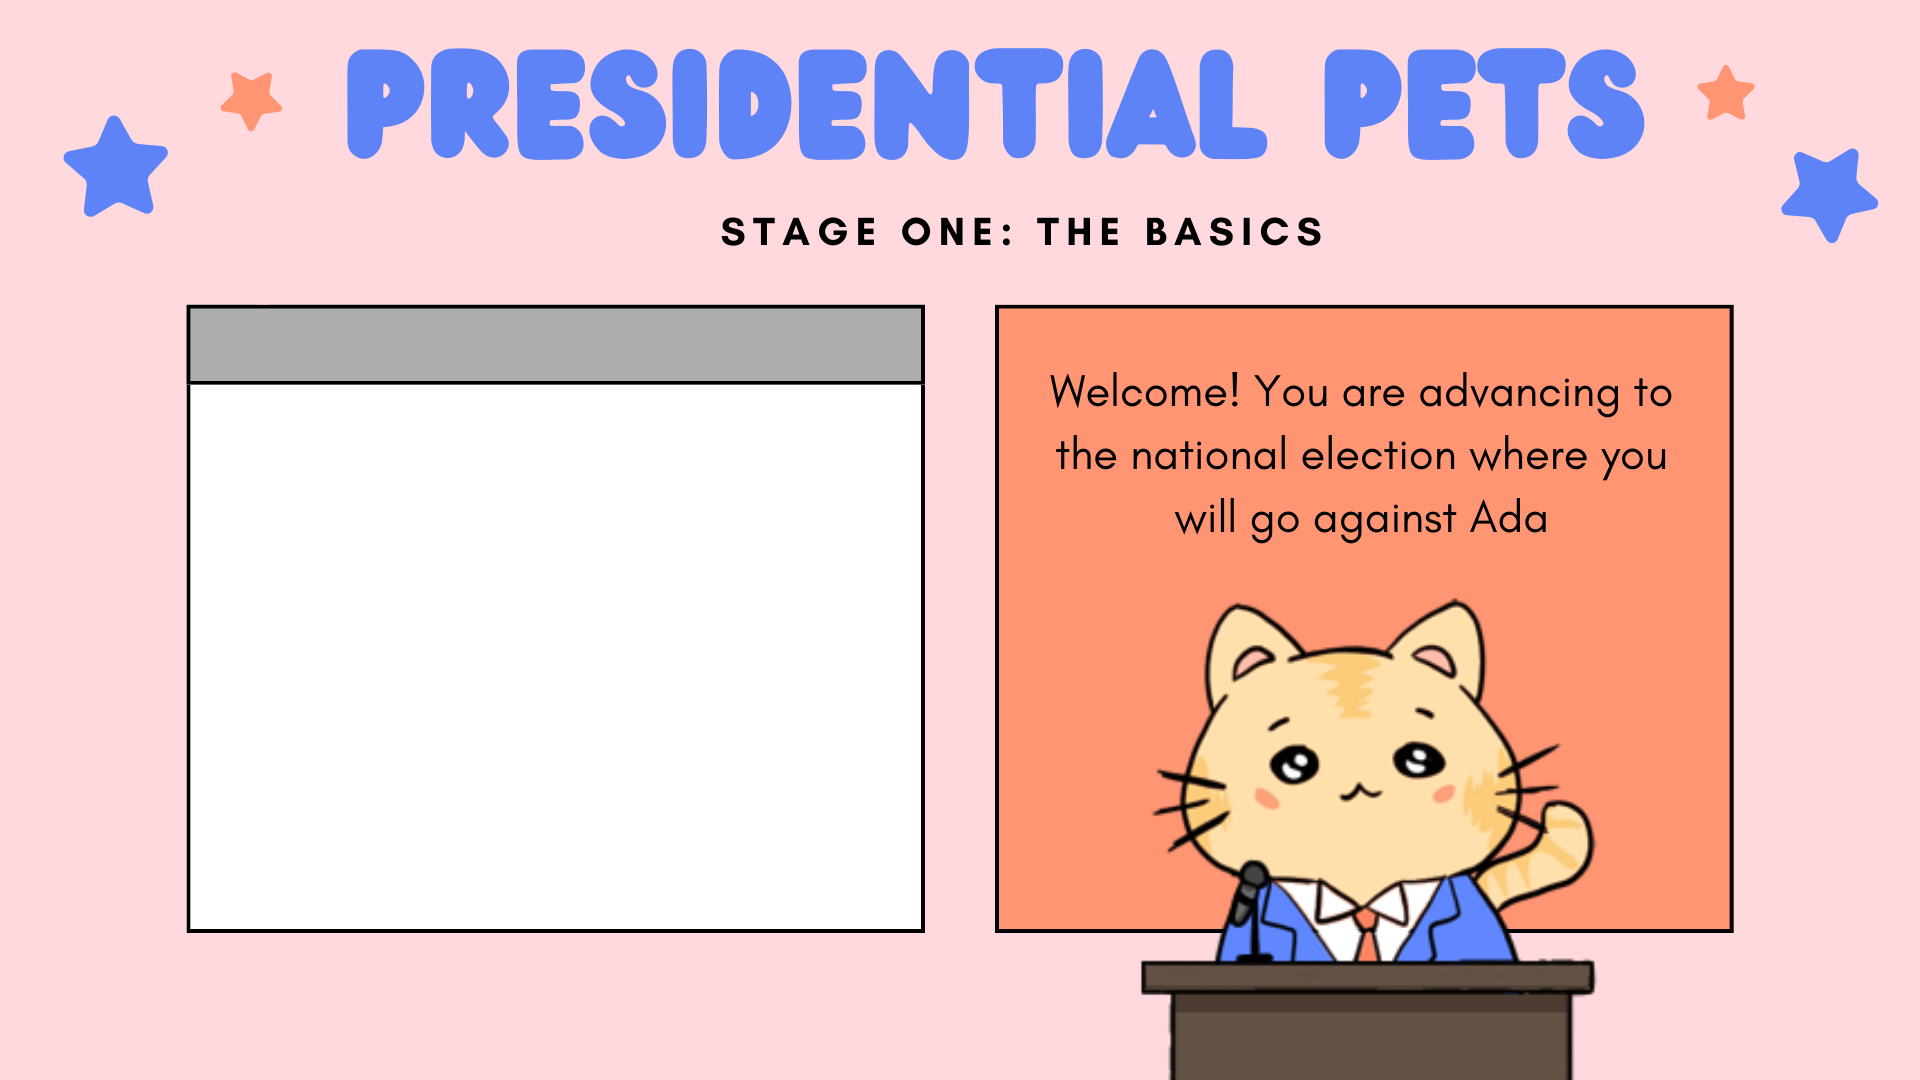 PRESIDENTIAL PETS
STAGE ONE: THE BASICS
Welcome! You are advancing to
the national election where you
will go against Ada